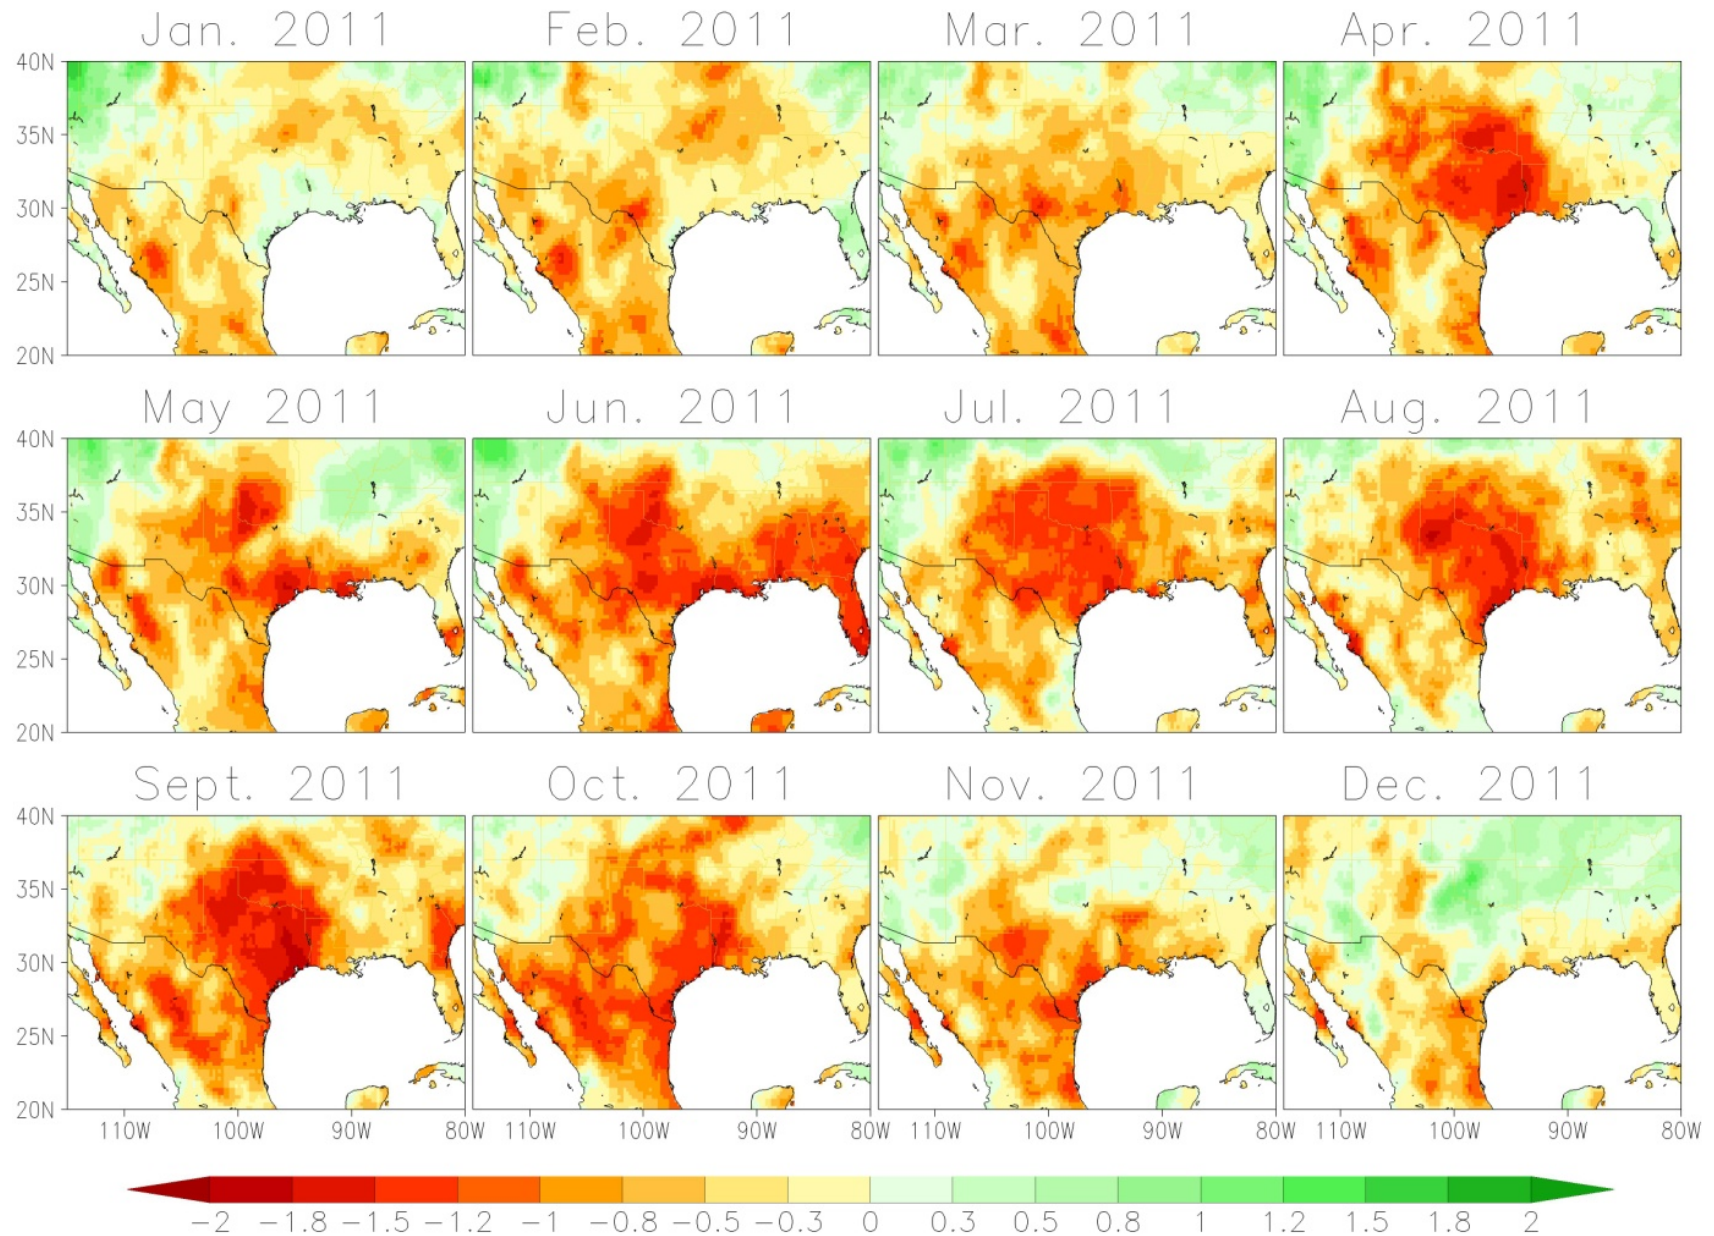 Jan. 2011 Feb. 2011 Mar. 2011 Apr. 2011
40N
35N
30N
25N
20N
May 2011 Jun. 2011 Jul. 2011 Aug. 2011
40N
35N
30N
25N
20N
Sept. 2011 Oct. 2011 Nov. 2011 Dec. 2011
40N
35N
30N
25N
20N
110W 100W 90W 80W 110W 100W 90W 80W 110W 100W 90W 80W 110W 100W 90W 80W
−2 −1.8 −1.5 −1.2 −1 −0.8 −0.5 −0.3 0 0.3 0.5 0.8 1 1.2 1.5 1.8 2